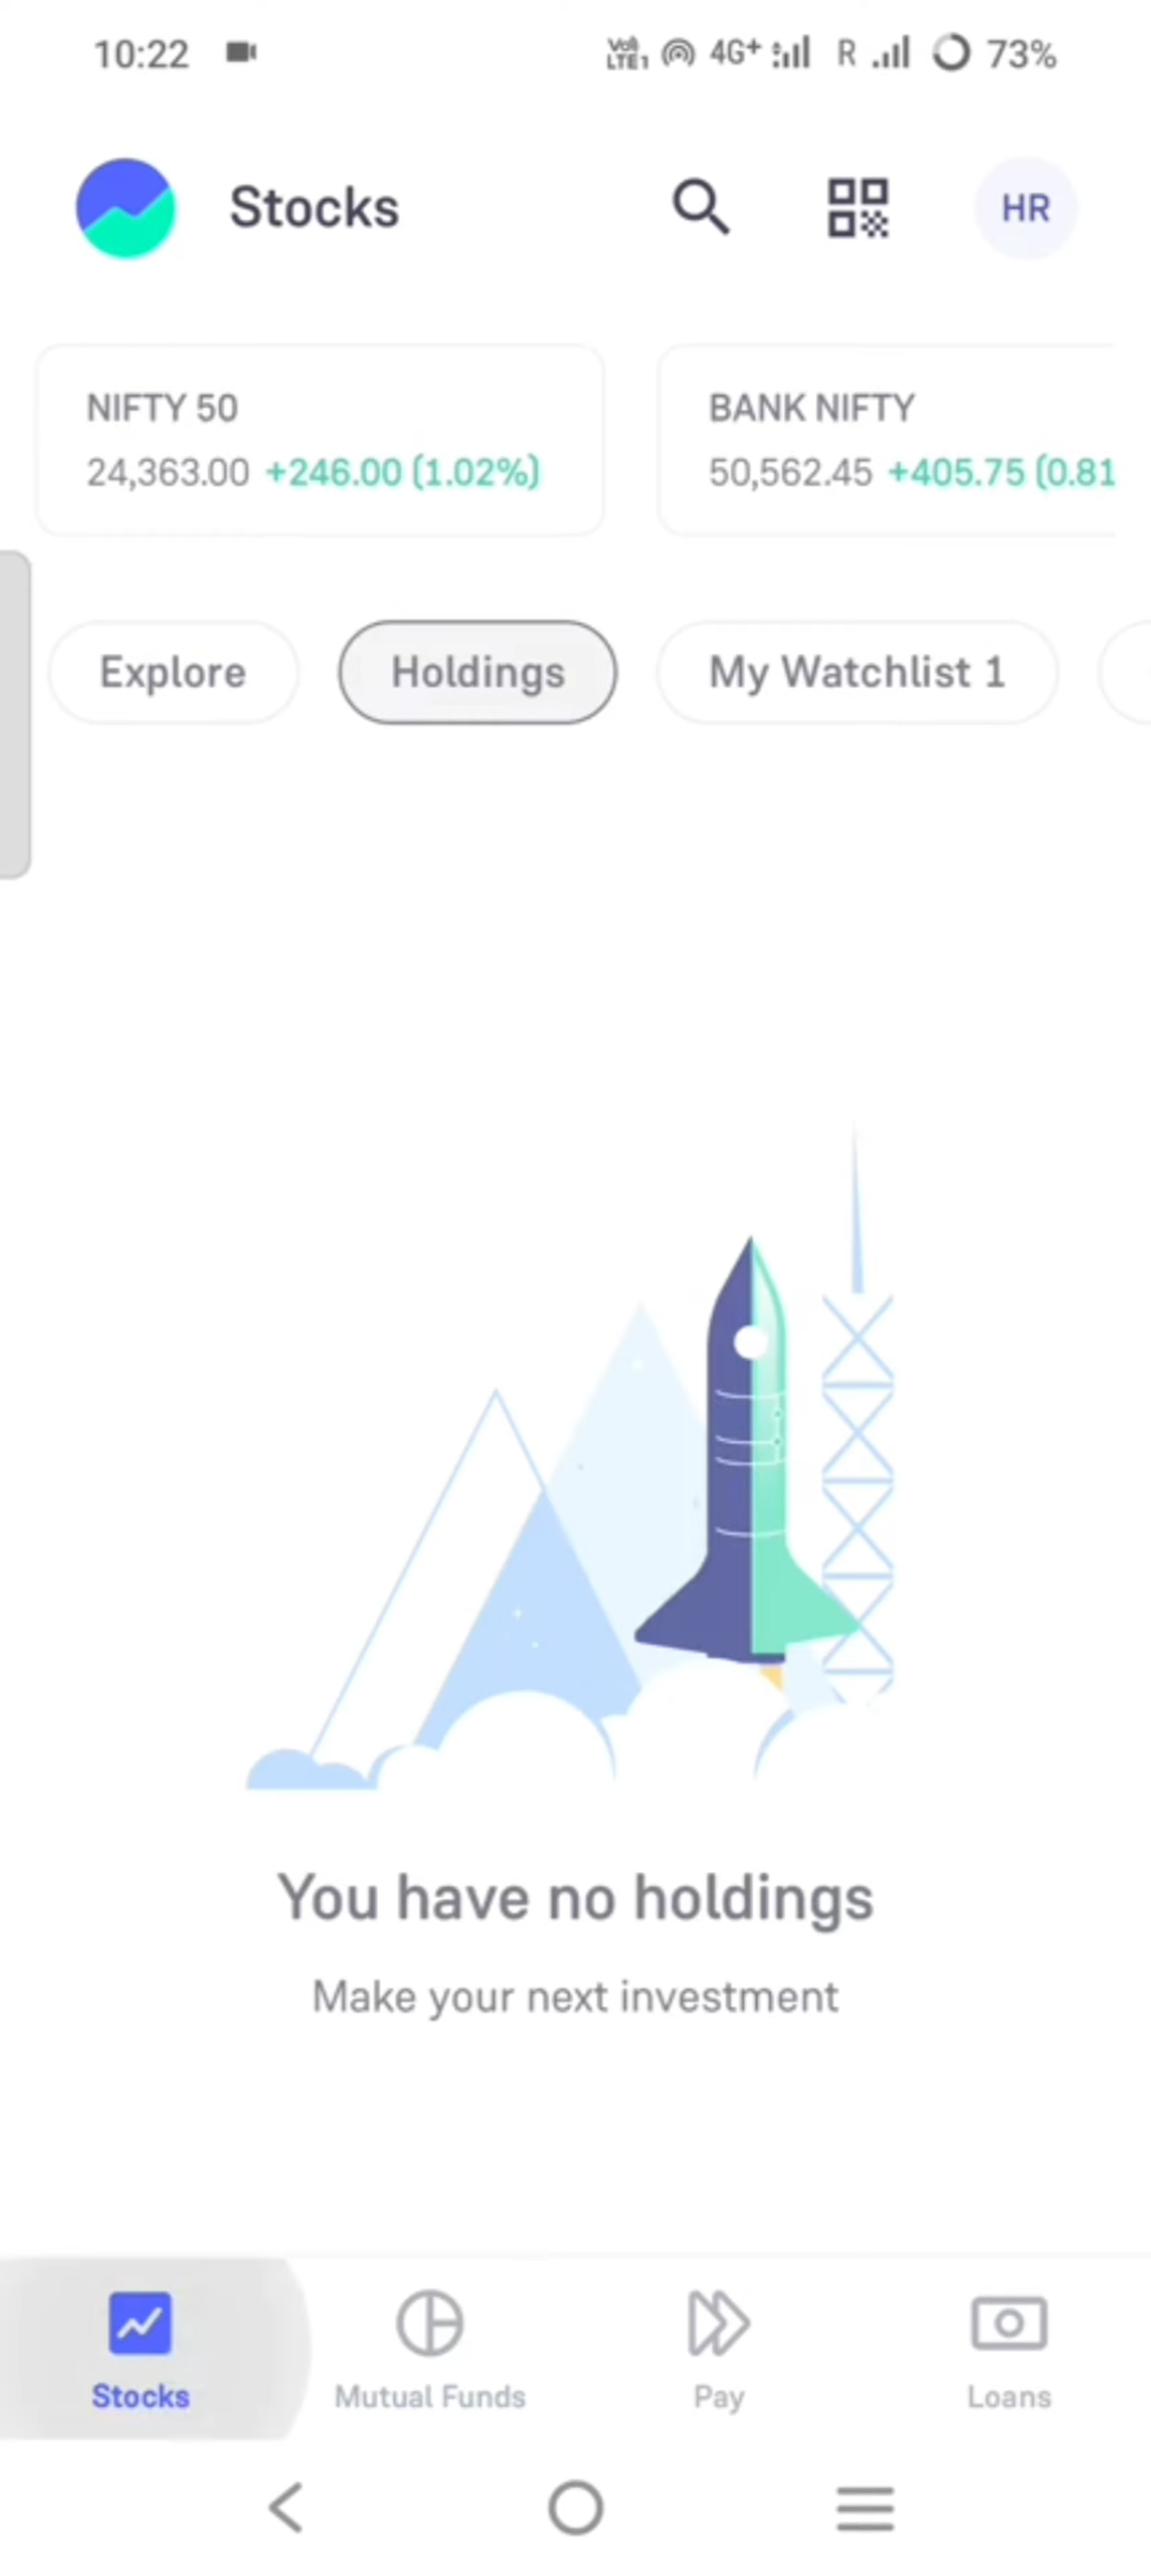 10:22 VoLTE1 4G+ R 73%
Stocks HR
NIFTY 50
24,363.00 +246.00 (1.02%)
BANK NIFTY
50,562.45 +405.75 (0.81
Explore Holdings My Watchlist 1
You have no holdings
Make your next investment
Stocks Mutual Funds Pay Loans